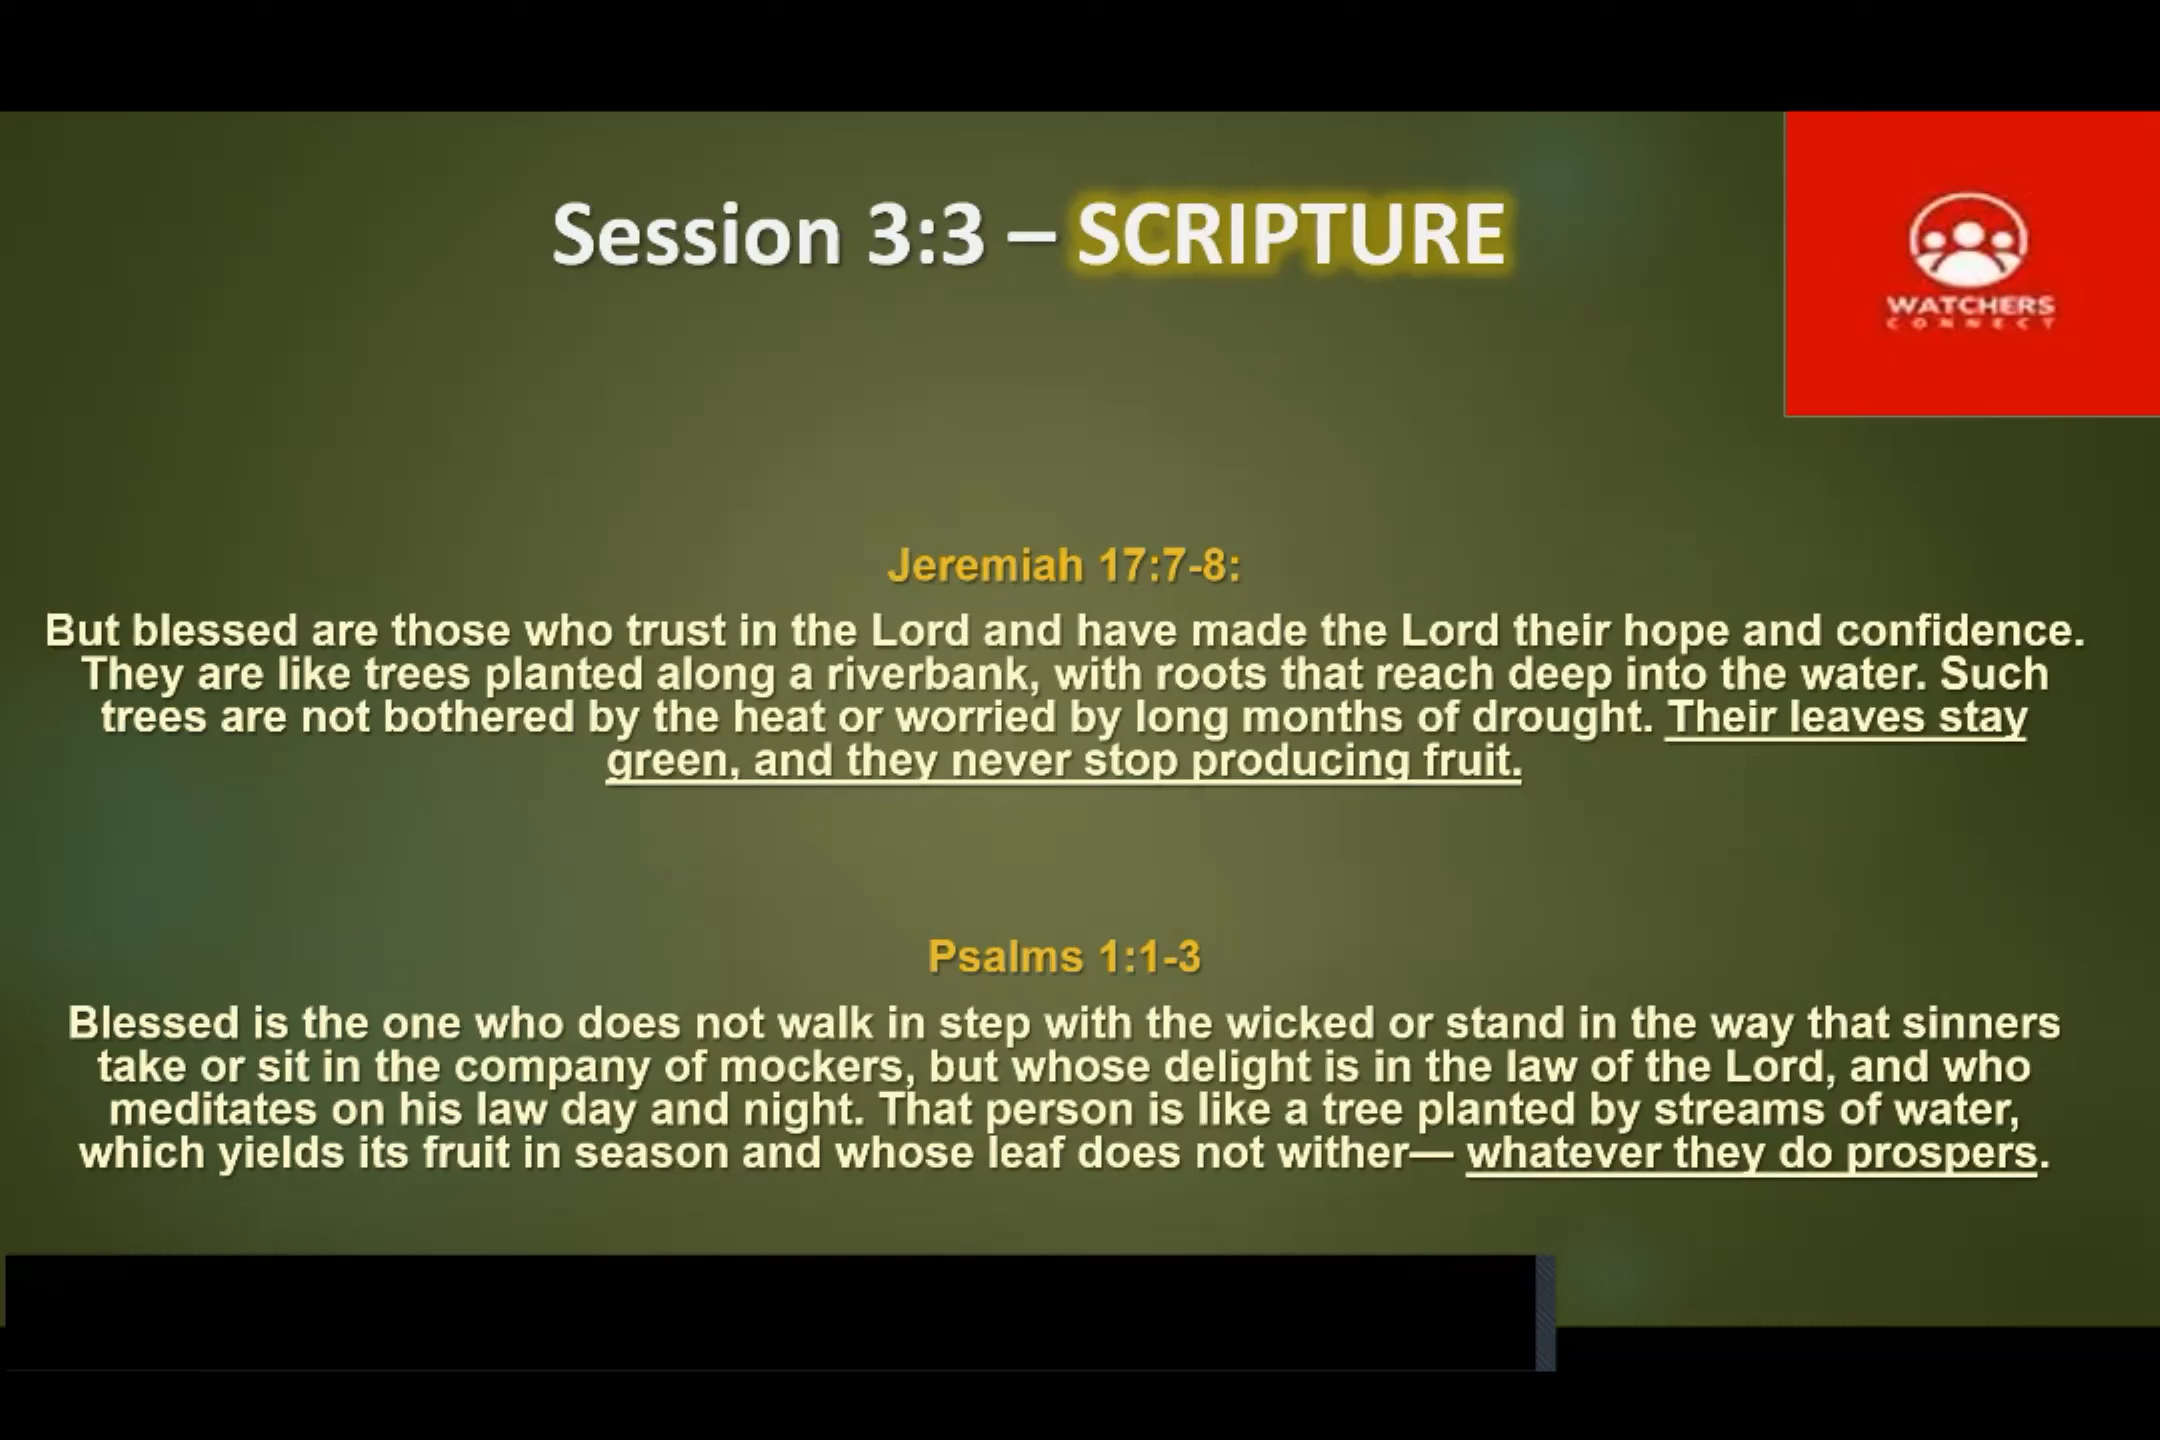 Session 3:3 – SCRIPTURE
WATCHERS
CONNECT
Jeremiah 17:7-8:
But blessed are those who trust in the Lord and have made the Lord their hope and confidence.
They are like trees planted along a riverbank, with roots that reach deep into the water. Such
trees are not bothered by the heat or worried by long months of drought. Their leaves stay
green, and they never stop producing fruit.
Psalms 1:1-3
Blessed is the one who does not walk in step with the wicked or stand in the way that sinners
take or sit in the company of mockers, but whose delight is in the law of the Lord, and who
meditates on his law day and night. That person is like a tree planted by streams of water,
which yields its fruit in season and whose leaf does not wither— whatever they do prospers.